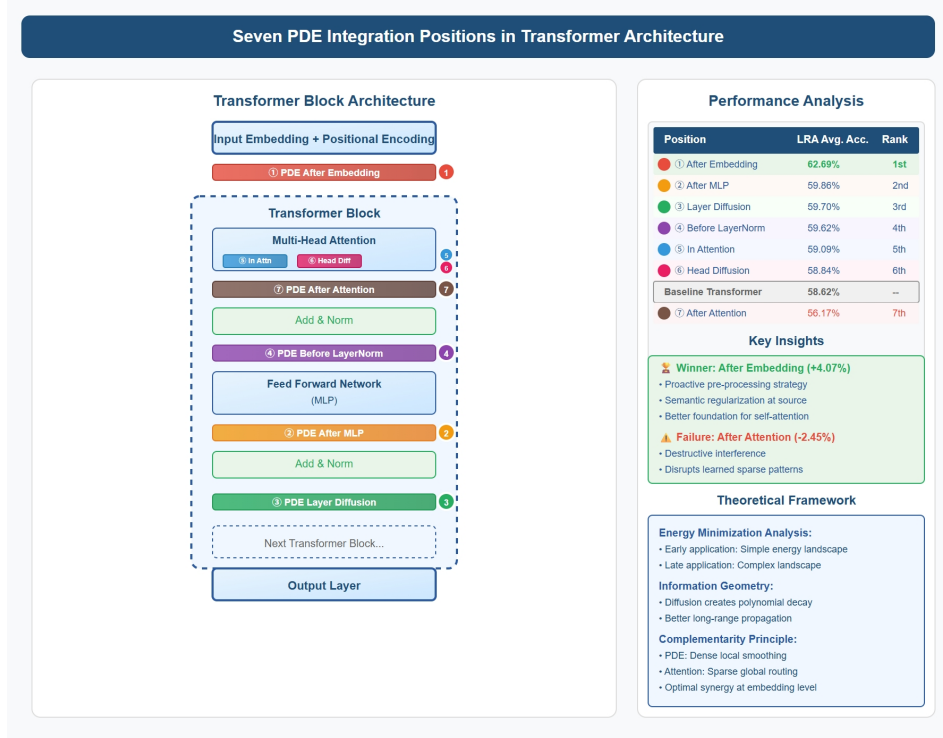 Seven PDE Integration Positions in Transformer Architecture
Transformer Block Architecture
Input Embedding + Positional Encoding
① PDE After Embedding
1
Transformer Block
Multi-Head Attention
⑤ In Attn
⑥ Head Diff
5
6
⑦ PDE After Attention
7
Add & Norm
④ PDE Before LayerNorm
4
Feed Forward Network
(MLP)
② PDE After MLP
2
Add & Norm
③ PDE Layer Diffusion
3
Next Transformer Block...
Output Layer
Performance Analysis
Position LRA Avg. Acc. Rank
① After Embedding 62.69% 1st
② After MLP 59.86% 2nd
③ Layer Diffusion 59.70% 3rd
④ Before LayerNorm 59.62% 4th
⑤ In Attention 59.09% 5th
⑥ Head Diffusion 58.84% 6th
Baseline Transformer 58.62% --
⑦ After Attention 56.17% 7th
Key Insights
Winner: After Embedding (+4.07%)
• Proactive pre-processing strategy
• Semantic regularization at source
• Better foundation for self-attention
Failure: After Attention (-2.45%)
• Destructive interference
• Disrupts learned sparse patterns
Theoretical Framework
Energy Minimization Analysis:
• Early application: Simple energy landscape
• Late application: Complex landscape
Information Geometry:
• Diffusion creates polynomial decay
• Better long-range propagation
Complementarity Principle:
• PDE: Dense local smoothing
• Attention: Sparse global routing
• Optimal synergy at embedding level